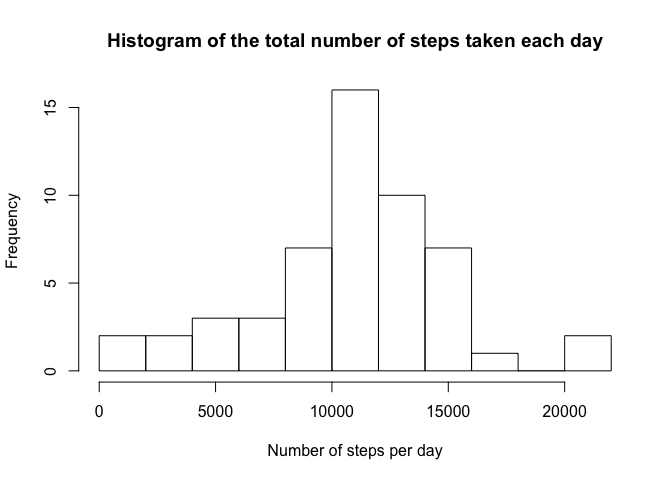 Histogram of the total number of steps taken each day
Frequency
15
10
5
0
0 5000 10000 15000 20000
Number of steps per day